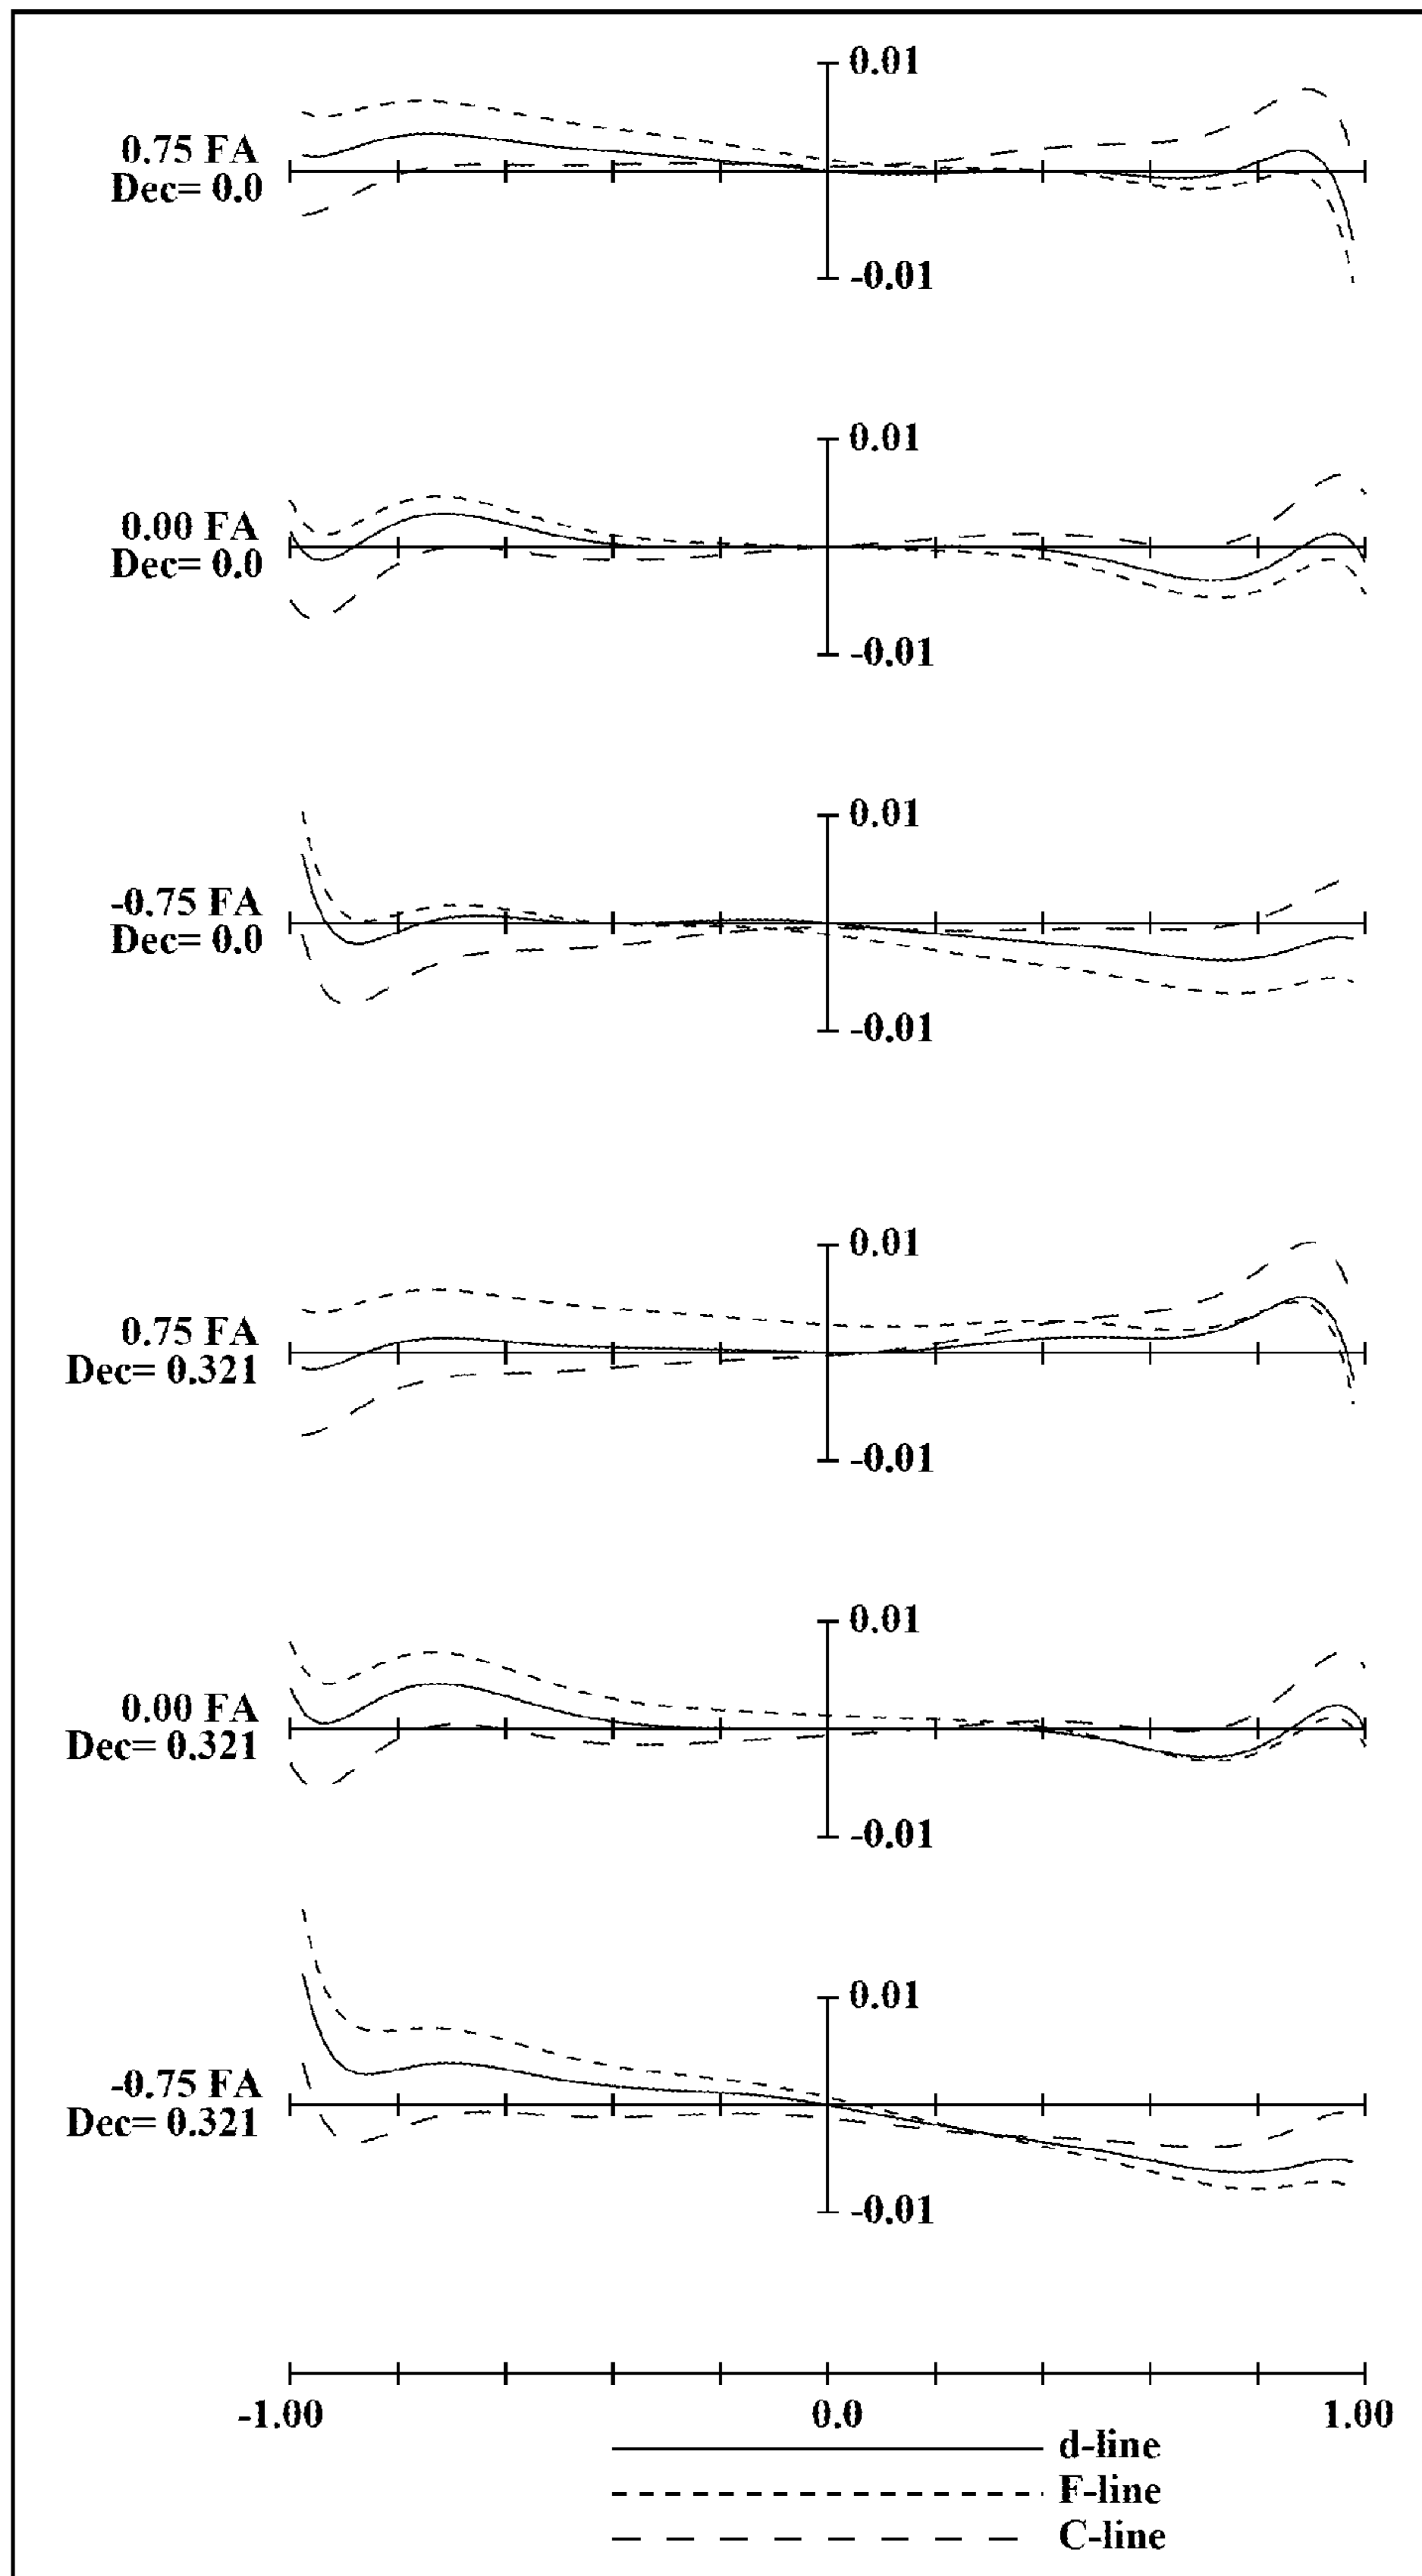 0.01
0.75 FA
Dec= 0.0
-0.01
0.01
0.00 FA
Dec= 0.0
-0.01
0.01
-0.75 FA
Dec= 0.0
-0.01
0.01
0.75 FA
Dec= 0.321
-0.01
0.01
0.00 FA
Dec= 0.321
-0.01
0.01
-0.75 FA
Dec= 0.321
-0.01
-1.00 0.0 1.00
d-line
F-line
C-line